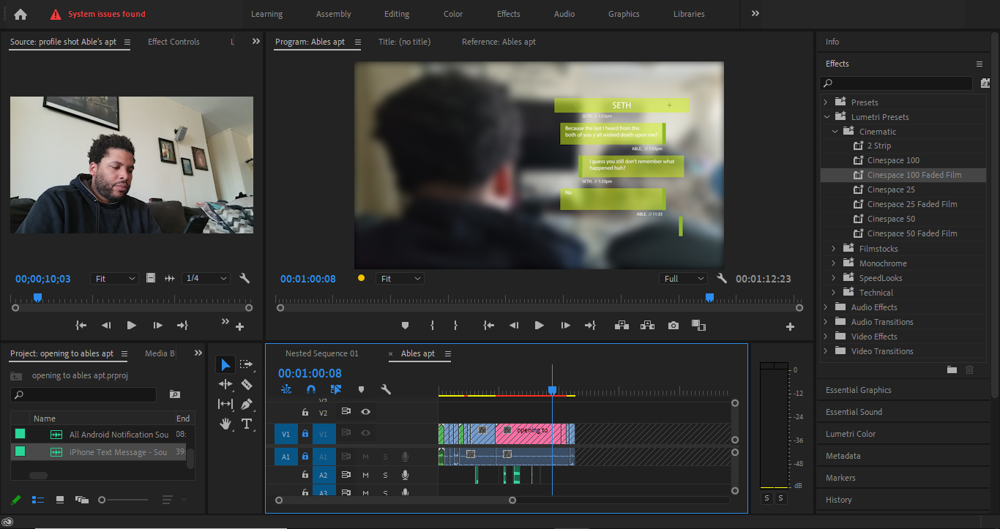 System issues found
Learning
Assembly
Editing
Color
Effects
Audio
Graphics
Libraries
Source: profile shot Able's apt
Effect Controls
L
Program: Ables apt
Title: (no title)
Reference: Ables apt
SETH
SETH. // 1:33pm
Because the last I heard from the
both of you y'all wished death upon me?
ABLE. // 1:33pm
I guess you still don't remember what
happened huh?
SETH. // 1:33pm
No
ABLE. // 11:33
00;00;10;03
Fit
1/4
00:01:00:08
Fit
Full
00:01:12:23
Info
Effects
Presets
Lumetri Presets
Cinematic
2 Strip
Cinespace 100
Cinespace 100 Faded Film
Cinespace 25
Cinespace 25 Faded Film
Cinespace 50
Cinespace 50 Faded Film
Filmstocks
Monochrome
SpeedLooks
Technical
Audio Effects
Audio Transitions
Video Effects
Video Transitions
Essential Graphics
Essential Sound
Lumetri Color
Metadata
Markers
History
Project: opening to ables apt
Media B
opening to ables apt.prproj
Name
End
All Android Notification Sou
08:
iPhone Text Message - Sou
39:
Nested Sequence 01
Ables apt
00:01:00:08
V3
V2
V1
V1
fx
fx
opening to
A1
A1
M
S
fx
fx
A2
M
S
A3
M
S
0
-12
-24
-36
-48
dB
S
S